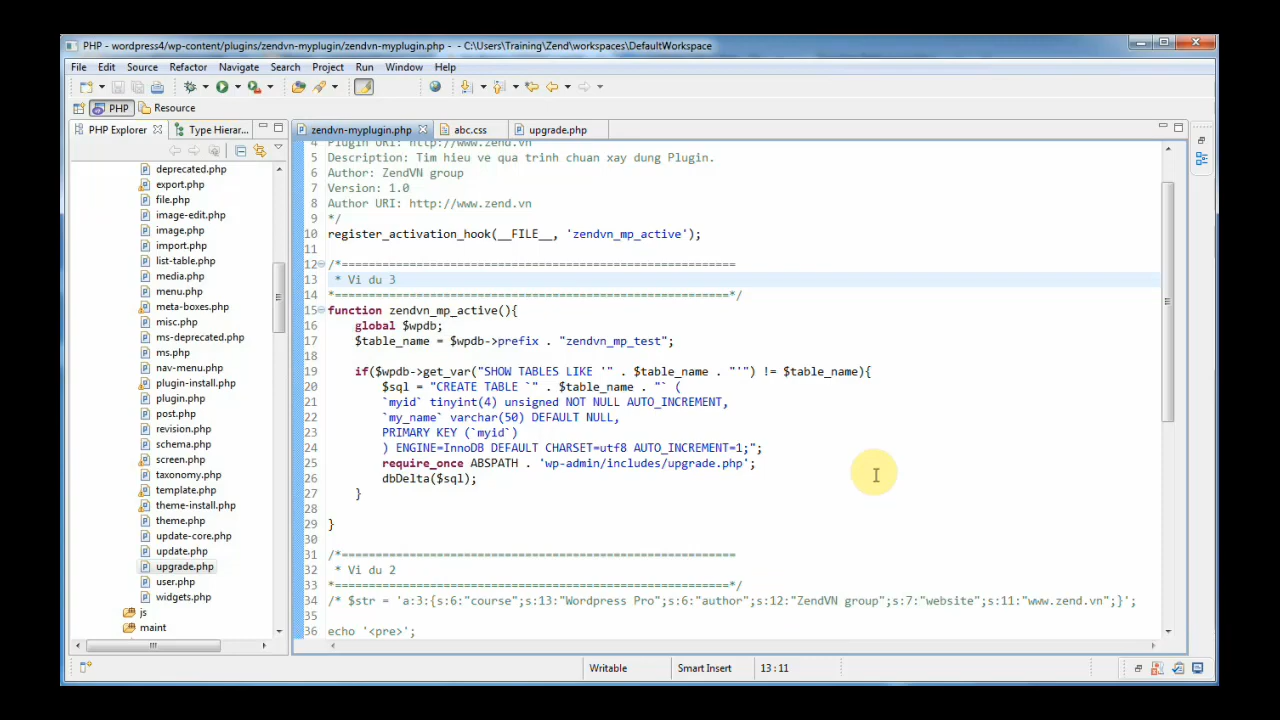 PHP - wordpress4/wp-content/plugins/zendvn-myplugin/zendvn-myplugin.php - - C:\Users\Training\Zend\workspaces\DefaultWorkspace
File Edit Source Refactor Navigate Search Project Run Window Help
PHP Resource
PHP Explorer Type Hierar...
zendvn-myplugin.php abc.css upgrade.php
deprecated.php
export.php
file.php
image-edit.php
image.php
import.php
list-table.php
media.php
menu.php
meta-boxes.php
misc.php
ms-deprecated.php
ms.php
nav-menu.php
plugin-install.php
plugin.php
post.php
revision.php
schema.php
screen.php
taxonomy.php
template.php
theme-install.php
theme.php
update-core.php
update.php
upgrade.php
user.php
widgets.php
js
maint
4 Plugin URI: http://www.zend.vn
5 Description: Tim hieu ve qua trinh chuan xay dung Plugin.
6 Author: ZendVN group
7 Version: 1.0
8 Author URI: http://www.zend.vn
9 */
10 register_activation_hook(__FILE__, 'zendvn_mp_active');
11
12 /*==========================================================
13 * Vi du 3
14 *==========================================================*/
15 function zendvn_mp_active(){
16 global $wpdb;
17 $table_name = $wpdb->prefix . "zendvn_mp_test";
18
19 if($wpdb->get_var("SHOW TABLES LIKE '" . $table_name . "'") != $table_name){
20 $sql = "CREATE TABLE `" . $table_name . "` (
21 `myid` tinyint(4) unsigned NOT NULL AUTO_INCREMENT,
22 `my_name` varchar(50) DEFAULT NULL,
23 PRIMARY KEY (`myid`)
24 ) ENGINE=InnoDB DEFAULT CHARSET=utf8 AUTO_INCREMENT=1;";
25 require_once ABSPATH . 'wp-admin/includes/upgrade.php';
26 dbDelta($sql);
27 }
28
29 }
30
31 /*==========================================================
32 * Vi du 2
33 *==========================================================*/
34 /* $str = 'a:3:{s:6:"course";s:13:"Wordpress Pro";s:6:"author";s:12:"ZendVN group";s:7:"website";s:11:"www.zend.vn";}';
35
36 echo '<pre>';
Writable Smart Insert 13 : 11